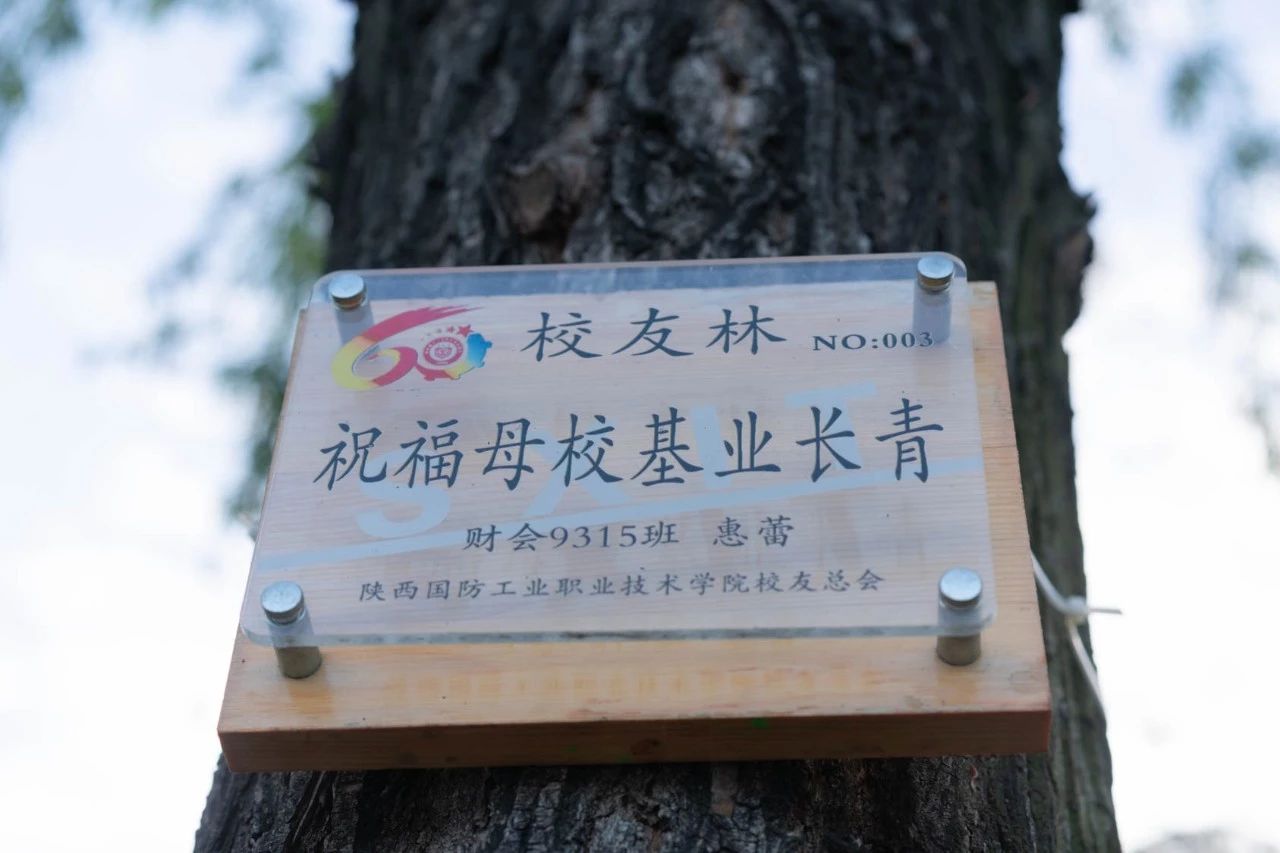 60
校友林 NO:003
祝福母校基业长青
SXIT
财会9315班 惠蕾
陕西国防工业职业技术学院校友总会